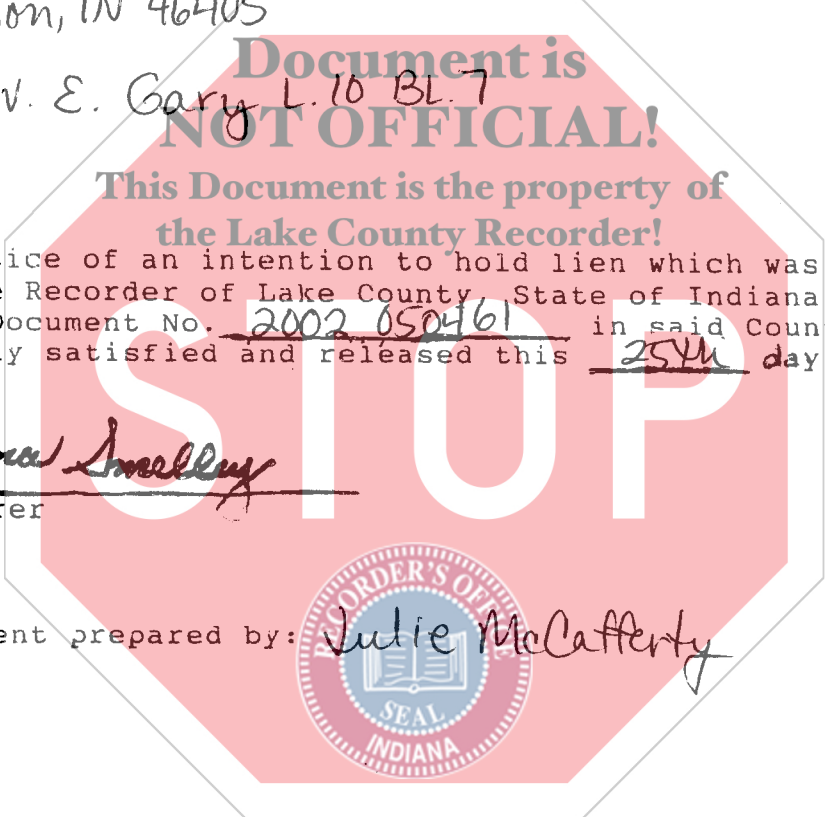 on, IN 46405
Document is
V. E. Gary L.10 BL.7
NOT OFFICIAL!
This Document is the property of
the Lake County Recorder!
ice of an intention to hold lien which was
e Recorder of Lake County State of Indiana
Document No. 2002 050461 in said Coun
y satisfied and released this 25th day
STOP
Smelley
er
RECORDER'S OFFICE
ent prepared by: Julie McCafferty
SEAL
INDIANA